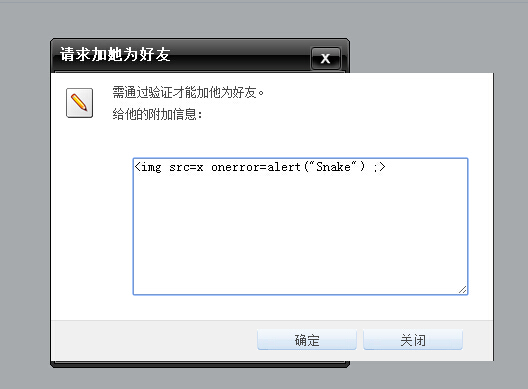 请求加她为好友
X
需通过验证才能加他为好友。
给他的附加信息：
<img src=x onerror=alert("Snake") ;>
确定
关闭